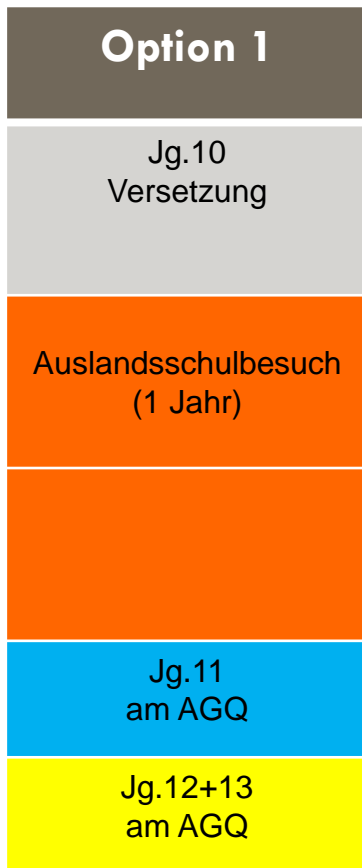 Option 1
Jg.10
Versetzung
Auslandsschulbesuch
(1 Jahr)
Jg.11
am AGQ
Jg.12+13
am AGQ